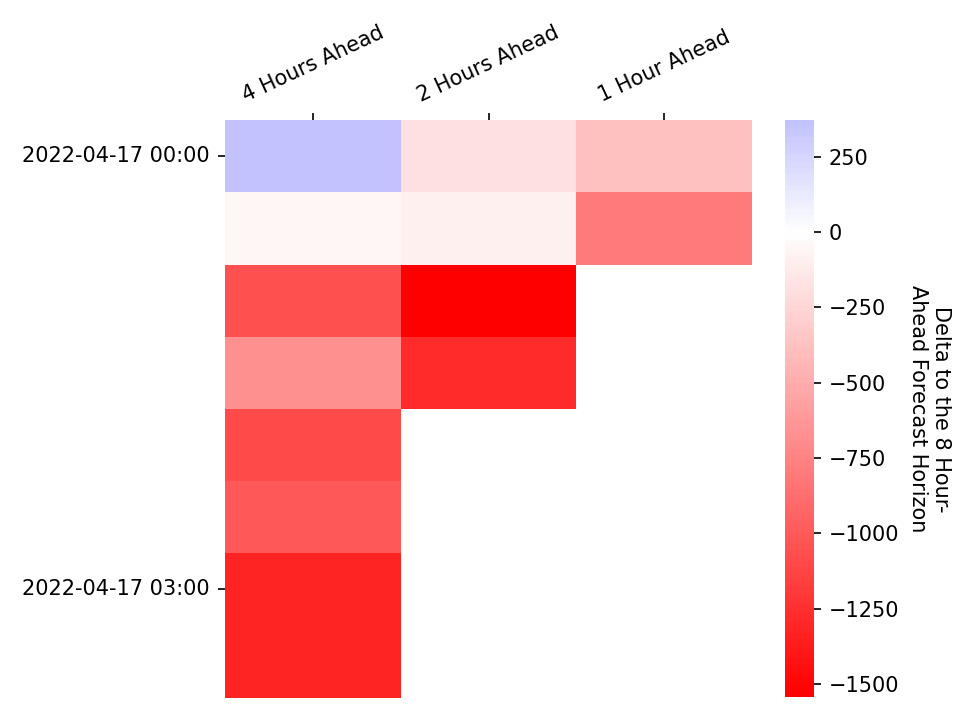 4 Hours Ahead
2 Hours Ahead
1 Hour Ahead
2022-04-17 00:00
2022-04-17 03:00
250
0
−250
−500
−750
−1000
−1250
−1500
Delta to the 8 Hour-
Ahead Forecast Horizon